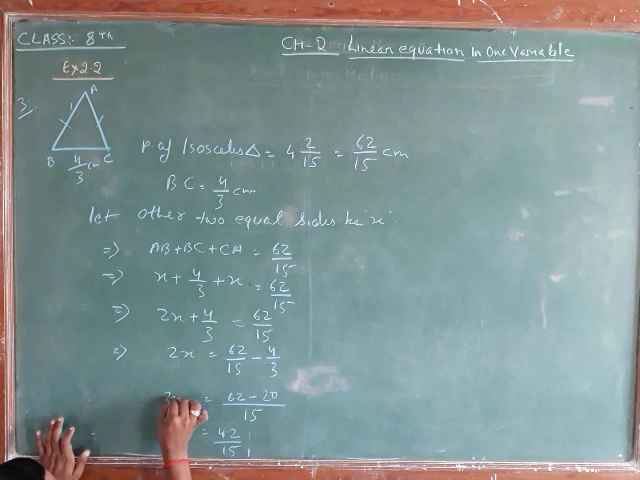 CLASS:- 8th
CH-2 Linear equation in One Variable
Ex 2.2
3.
A
B 4/3 cm C
P of Isosceles Δ = 4 2/15 = 62/15 cm
BC = 4/3 cm
let other two equal sides be 'x'.
⇒ AB+BC+CA = 62/15
⇒ x + 4/3 + x = 62/15
⇒ 2x + 4/3 = 62/15
⇒ 2x = 62/15 - 4/3
= 62-20/15
= 42/15